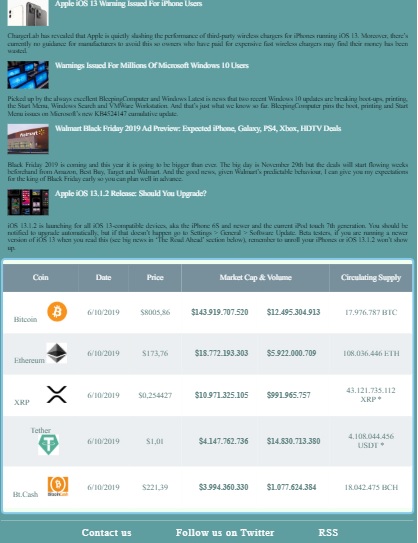 Apple iOS 13 Warning Issued For iPhone Users
ChargerLab has revealed that Apple is quietly slashing the performance of third-party wireless chargers for iPhones running iOS 13. Moreover, there's
currently no guidance for manufacturers to avoid this so owners who have paid for expensive fast wireless chargers may find their money has been
wasted.
Warnings Issued For Millions Of Microsoft Windows 10 Users
Picked up by the always excellent BleepingComputer and Windows Latest is news that two recent Windows 10 updates are breaking boot-ups, printing,
the Start Menu, Windows Search and VMWare Workstation. And that's just what we know so far. BleepingComputer pins the boot, printing and Start
Menu issues on Microsoft's new KB4524147 cumulative update.
Walmart Black Friday 2019 Ad Preview: Expected iPhone, Galaxy, PS4, Xbox, HDTV Deals
Black Friday 2019 is coming and this year it is going to be bigger than ever. The big day is November 29th but the deals will start flowing weeks
beforehand from Amazon, Best Buy, Target and Walmart. And the good news, given Walmart's predictable behaviour, I can give you my expectations
for the king of Black Friday early so you can plan well in advance.
Apple iOS 13.1.2 Release: Should You Upgrade?
iOS 13.1.2 is launching for all iOS 13-compatible devices, aka the iPhone 6S and newer and the current iPod touch 7th generation. You should be
notified to upgrade automatically, but if that doesn't happen go to Settings > General > Software Update. Beta testers, if you are running a newer
version of iOS 13 when you read this (see big news in 'The Road Ahead' section below), remember to unroll your iPhones or iOS 13.1.2 won't show
up.
Coin Date Price Market Cap & Volume Circulating Supply
Bitcoin 6/10/2019 $8005,86 $143.919.707.520 $12.495.304.913 17.976.787 BTC
Ethereum 6/10/2019 $173,76 $18.772.193.303 $5.922.000.709 108.036.446 ETH
XRP 6/10/2019 $0,254427 $10.971.325.105 $991.965.757 43.121.735.112
XRP *
Tether 6/10/2019 $1,01 $4.147.762.736 $14.830.713.380 4.108.044.456
USDT *
Bt.Cash 6/10/2019 $221,39 $3.994.360.330 $1.077.624.384 18.042.475 BCH
Contact us Follow us on Twitter RSS